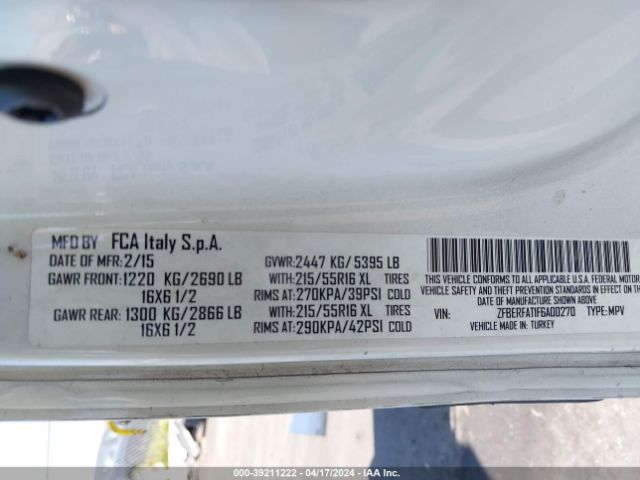 MFD BY FCA Italy S.p.A.
DATE OF MFR: 2/15 GVWR: 2447 KG/5395 LB
GAWR FRONT: 1220 KG/2690 LB WITH: 215/55R16 XL TIRES
16X6 1/2 RIMS AT: 270KPA/39PSI COLD
GAWR REAR: 1300 KG/2866 LB WITH: 215/55R16 XL TIRES
16X6 1/2 RIMS AT: 290KPA/42PSI COLD
THIS VEHICLE CONFORMS TO ALL APPLICABLE U.S.A. FEDERAL MOTOR
VEHICLE SAFETY AND THEFT PREVENTION STANDARDS IN EFFECT ON THE
DATE OF MANUFACTURE SHOWN ABOVE
VIN: ZFBERFAT1F6A00270 TYPE: MPV
VEHICLE MADE IN: TURKEY
000-39211222 - 04/17/2024 - IAA Inc.